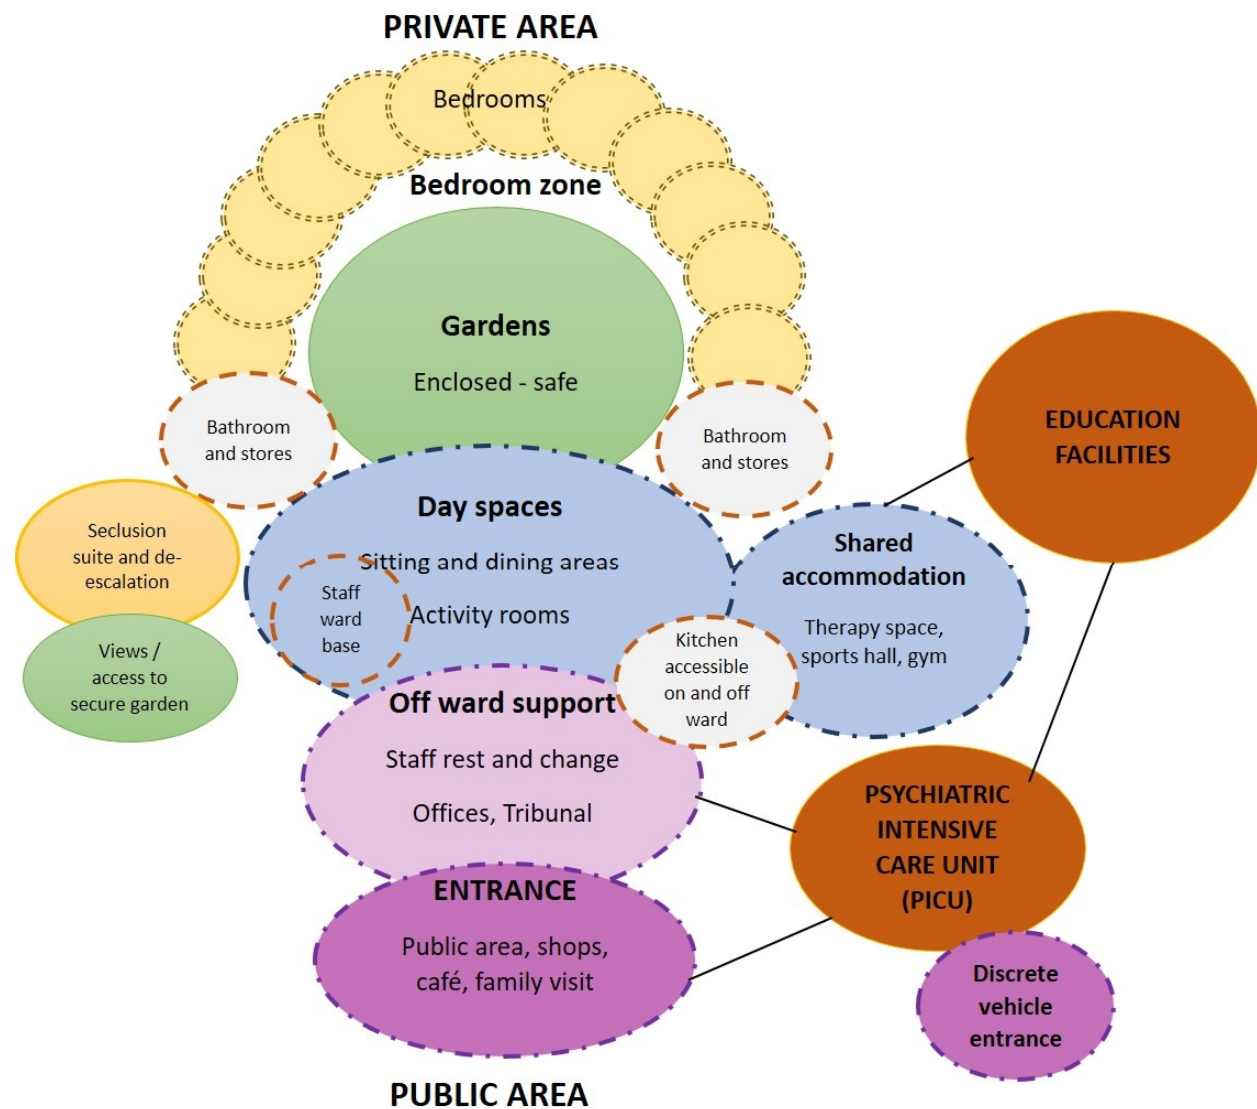 PRIVATE AREA
Bedrooms
Bedroom zone
Gardens
Enclosed - safe
Bathroom
and stores
Bathroom
and stores
EDUCATION
FACILITIES
Seclusion
suite and de-
escalation
Views /
access to
secure garden
Day spaces
Sitting and dining areas
Activity rooms
Staff
ward
base
Shared
accommodation
Therapy space,
sports hall, gym
Kitchen
accessible
on and off
ward
Off ward support
Staff rest and change
Offices, Tribunal
PSYCHIATRIC
INTENSIVE
CARE UNIT
(PICU)
ENTRANCE
Public area, shops,
café, family visit
Discrete
vehicle
entrance
PUBLIC AREA